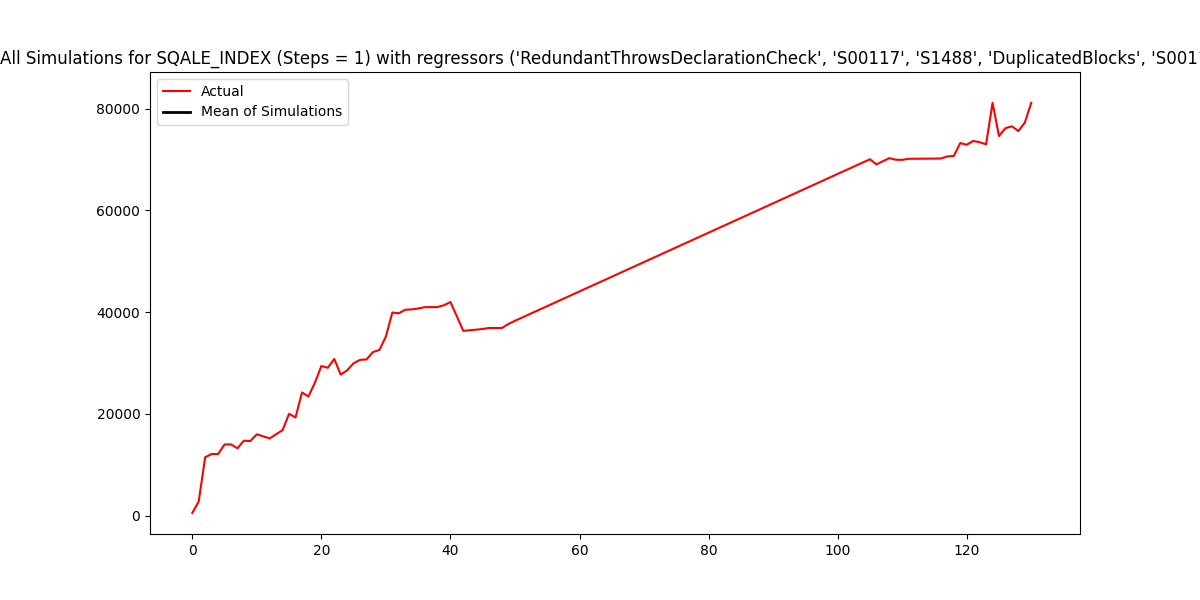 All Simulations for SQALE_INDEX (Steps = 1) with regressors ('RedundantThrowsDeclarationCheck', 'S00117', 'S1488', 'DuplicatedBlocks',
Actual
Mean of Simulations
80000
60000
40000
20000
0
0 20 40 60 80 100 120